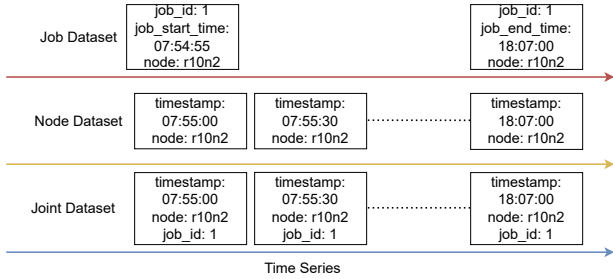 Job Dataset
job_id: 1
job_start_time:
07:54:55
node: r10n2
job_id: 1
job_end_time:
18:07:00
node: r10n2
Node Dataset
timestamp:
07:55:00
node: r10n2
timestamp:
07:55:30
node: r10n2
timestamp:
18:07:00
node: r10n2
Joint Dataset
timestamp:
07:55:00
node: r10n2
job_id: 1
timestamp:
07:55:30
node: r10n2
job_id: 1
timestamp:
18:07:00
node: r10n2
job_id: 1
Time Series